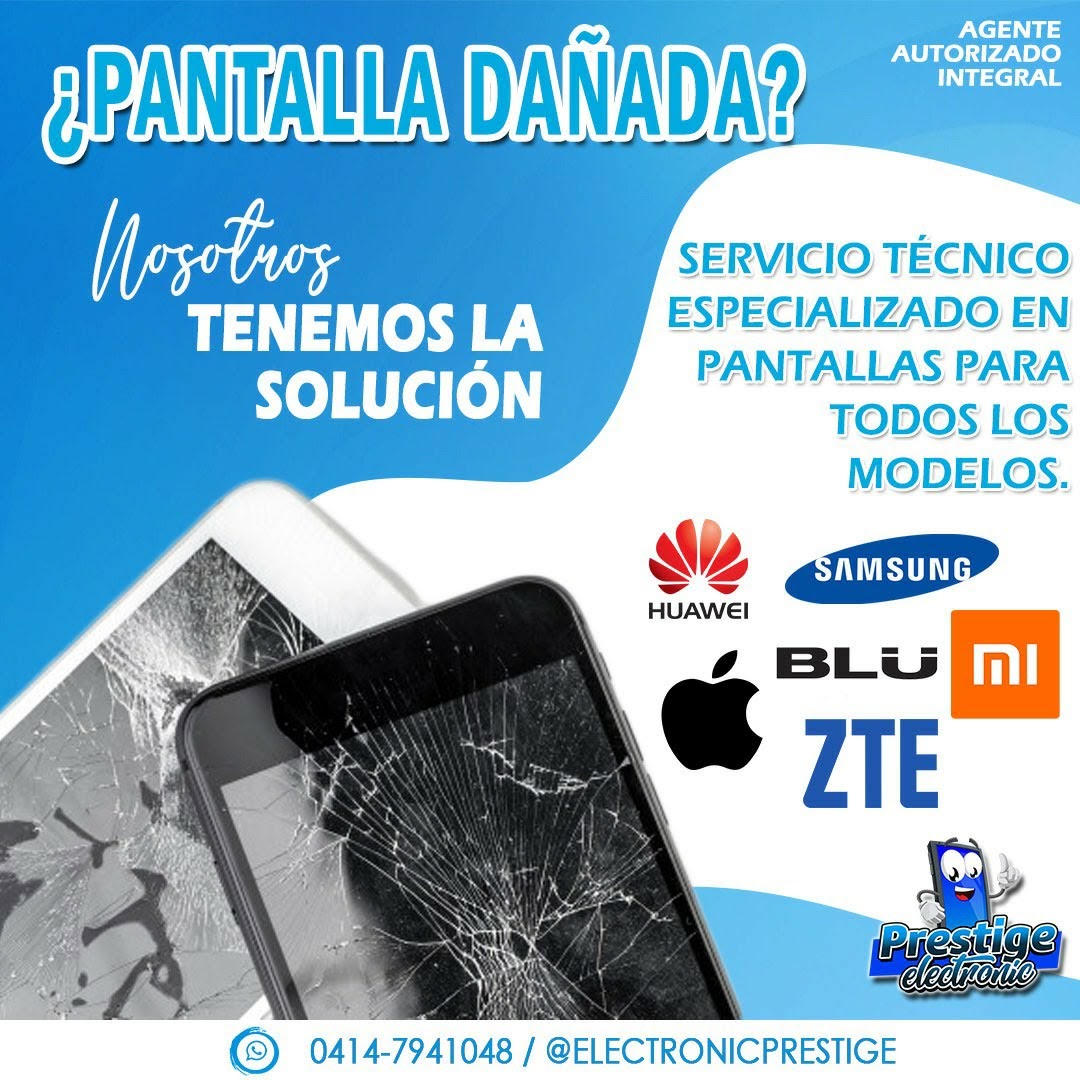 ¿PANTALLA DAÑADA?
AGENTE
AUTORIZADO
INTEGRAL
Nosotros
TENEMOS LA
SOLUCIÓN
SERVICIO TÉCNICO
ESPECIALIZADO EN
PANTALLAS PARA
TODOS LOS
MODELOS.
HUAWEI
SAMSUNG
BLU
MI
ZTE
Prestige
electronic
0414-7941048 / @ELECTRONICPRESTIGE